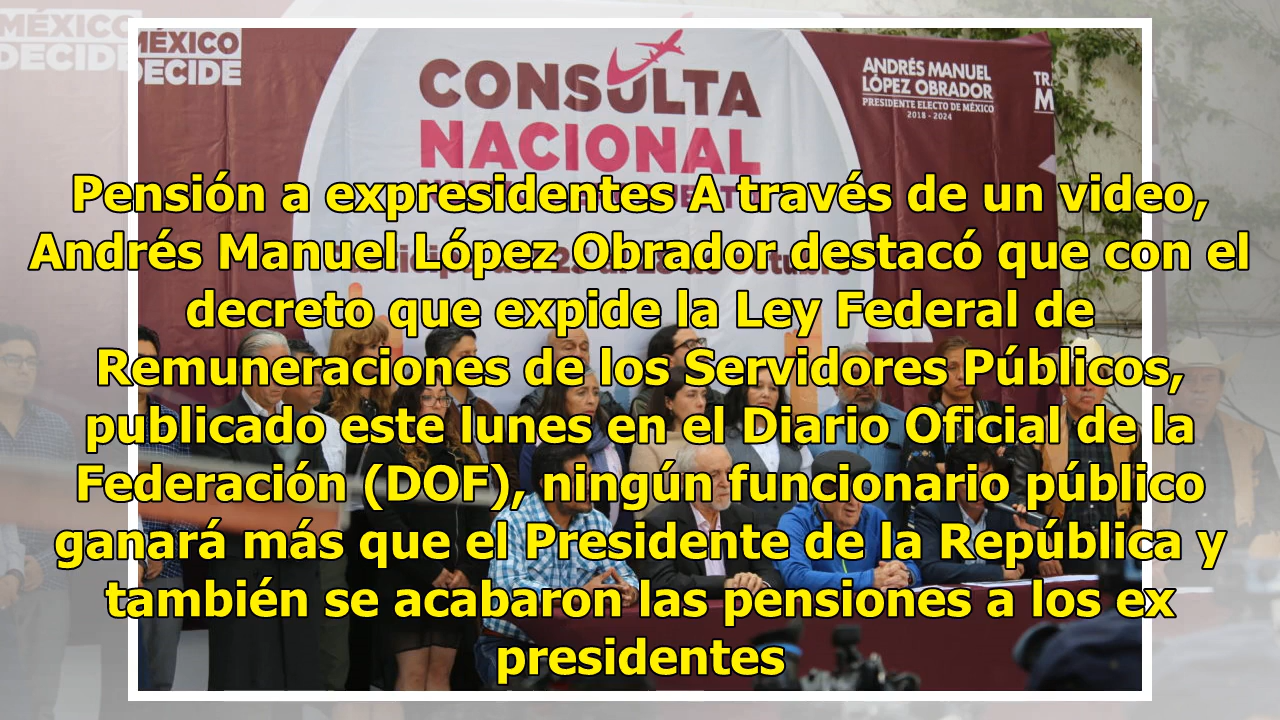 MÉXICO
DECIDE
MÉXICO
DECIDE
CONSULTA
NACIONAL
ANDRÉS MANUEL
LÓPEZ OBRADOR
PRESIDENTE ELECTO DE MÉXICO
2018 - 2024
Pensión a expresidentes A través de un video,
Andrés Manuel López Obrador destacó que con el
decreto que expide la Ley Federal de
Remuneraciones de los Servidores Públicos,
publicado este lunes en el Diario Oficial de la
Federación (DOF), ningún funcionario público
ganará más que el Presidente de la República y
también se acabaron las pensiones a los ex
presidentes